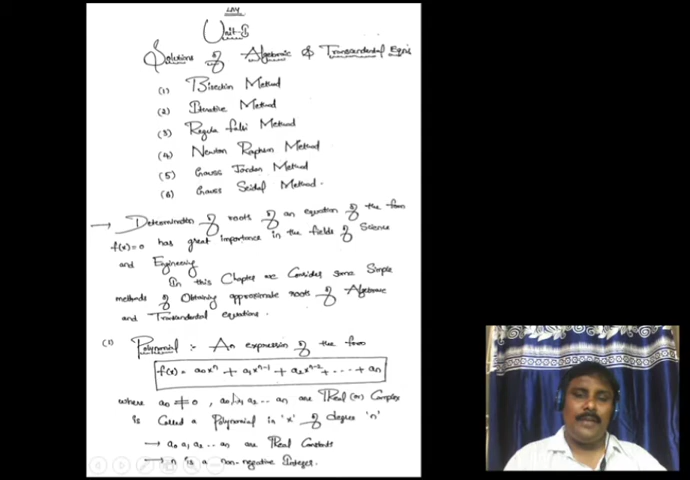 LAY
Unit-I
Solutions of Algebraic & Transcendental Eqn's
(1) Bisection Method
(2) Iterative Method
(3) Regula falsi Method
(4) Newton Raphson Method
(5) Gauss Jordan Method
(6) Gauss Seidal Method.
→ Determination of roots of an equation of the form
f(x)=0 has great importance in the fields of Science
and Engineering
In this Chapter we Consider some Simple
methods of Obtaining approximate roots of Algebraic
and Transcendental equations.
(1) Polynomial :- An expression of the form
f(x) = a₀xⁿ + a₁xⁿ⁻¹ + a₂xⁿ⁻² + .... + aₙ
where a₀ ≠ 0, a₀, a₁, a₂ .. aₙ are Real (or) Complex
is Called a Polynomial in 'x' of degree 'n'
→ a₀ a₁ a₂ .. aₙ are Real Constants
→ n is a non-negative Integer.